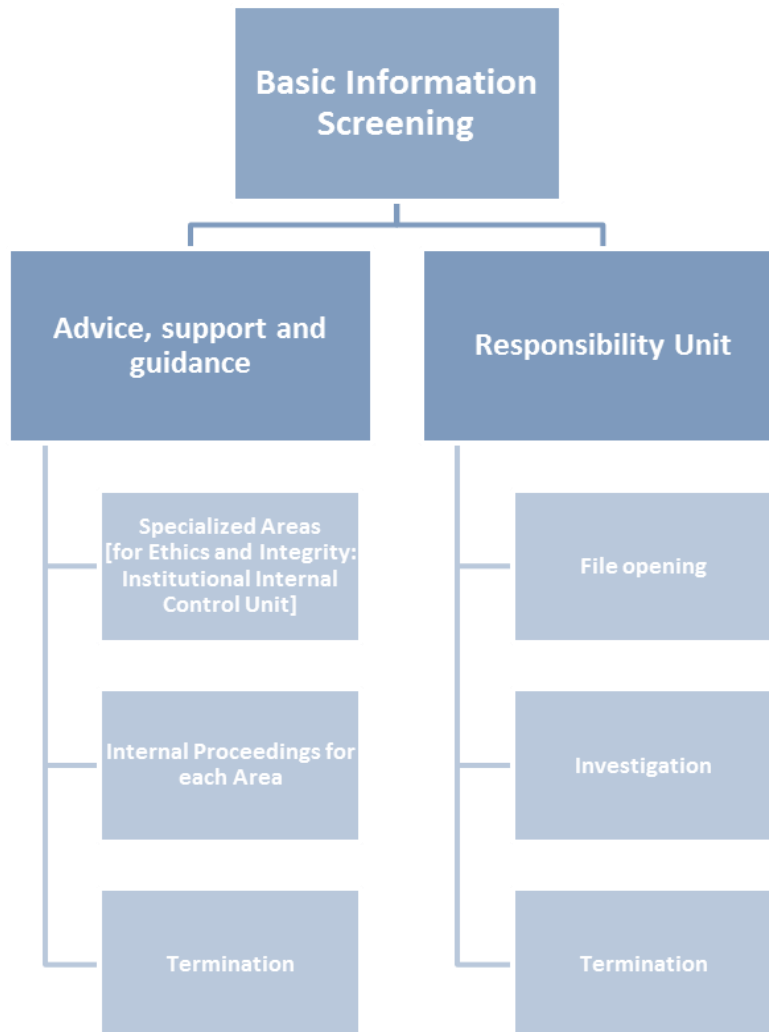 Basic Information
Screening
Advice, support and
guidance
Responsibility Unit
Specialized Areas
[for Ethics and Integrity:
Institutional Internal
Control Unit]
File opening
Internal Proceedings for
each Area
Investigation
Termination
Termination